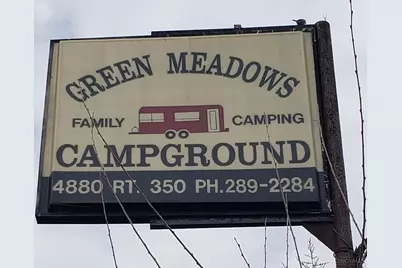 GREEN MEADOWS
FAMILY CAMPING
CAMPGROUND
4880 RT. 350 PH.289-2284